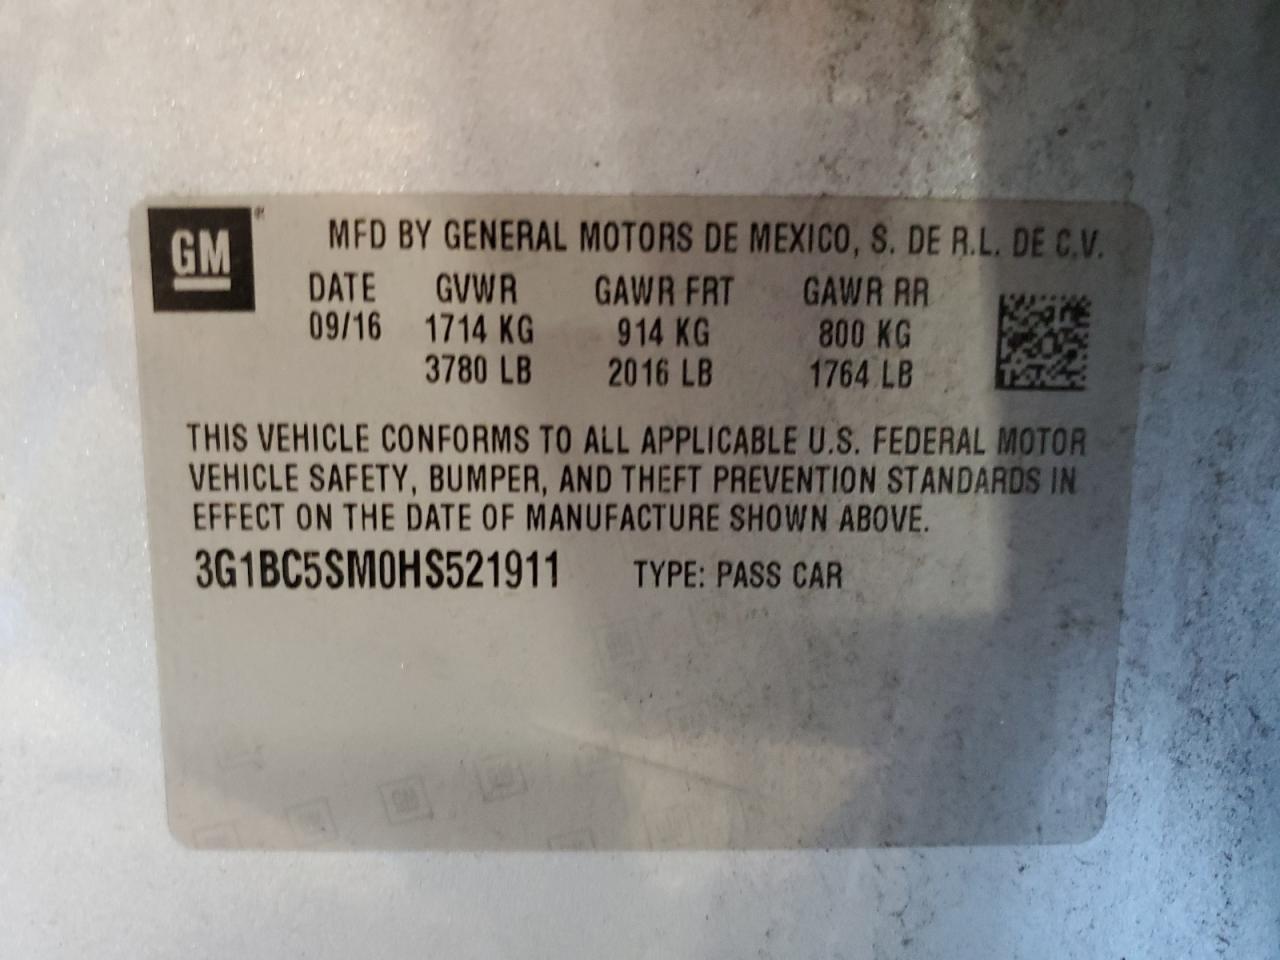 GM
MFD BY GENERAL MOTORS DE MEXICO, S. DE R.L. DE C.V.
DATE GVWR GAWR FRT GAWR RR
09/16 1714 KG 914 KG 800 KG
3780 LB 2016 LB 1764 LB
THIS VEHICLE CONFORMS TO ALL APPLICABLE U.S. FEDERAL MOTOR
VEHICLE SAFETY, BUMPER, AND THEFT PREVENTION STANDARDS IN
EFFECT ON THE DATE OF MANUFACTURE SHOWN ABOVE.
3G1BC5SM0HS521911 TYPE: PASS CAR